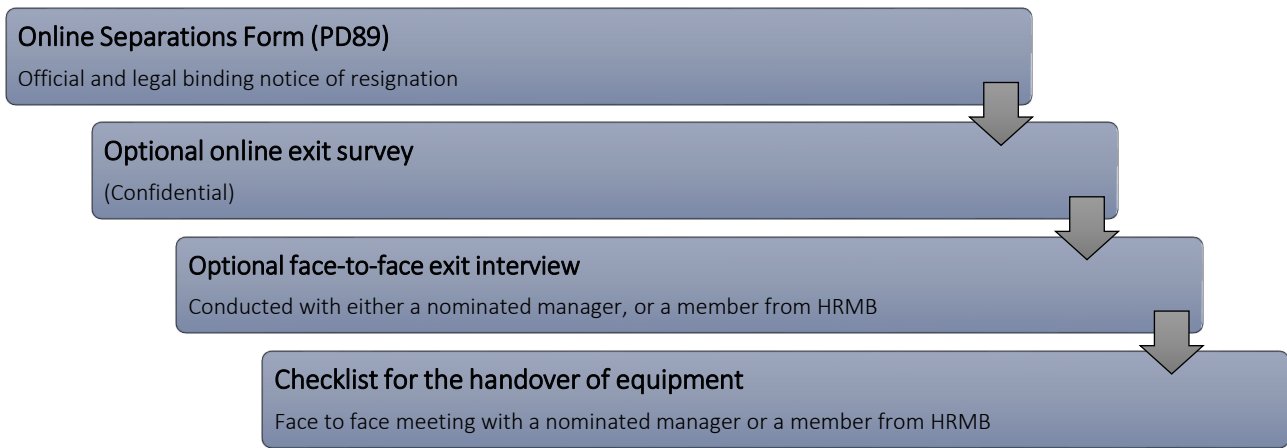 Online Separations Form (PD89)
Official and legal binding notice of resignation
Optional online exit survey
(Confidential)
Optional face-to-face exit interview
Conducted with either a nominated manager, or a member from HRMB
Checklist for the handover of equipment
Face to face meeting with a nominated manager or a member from HRMB